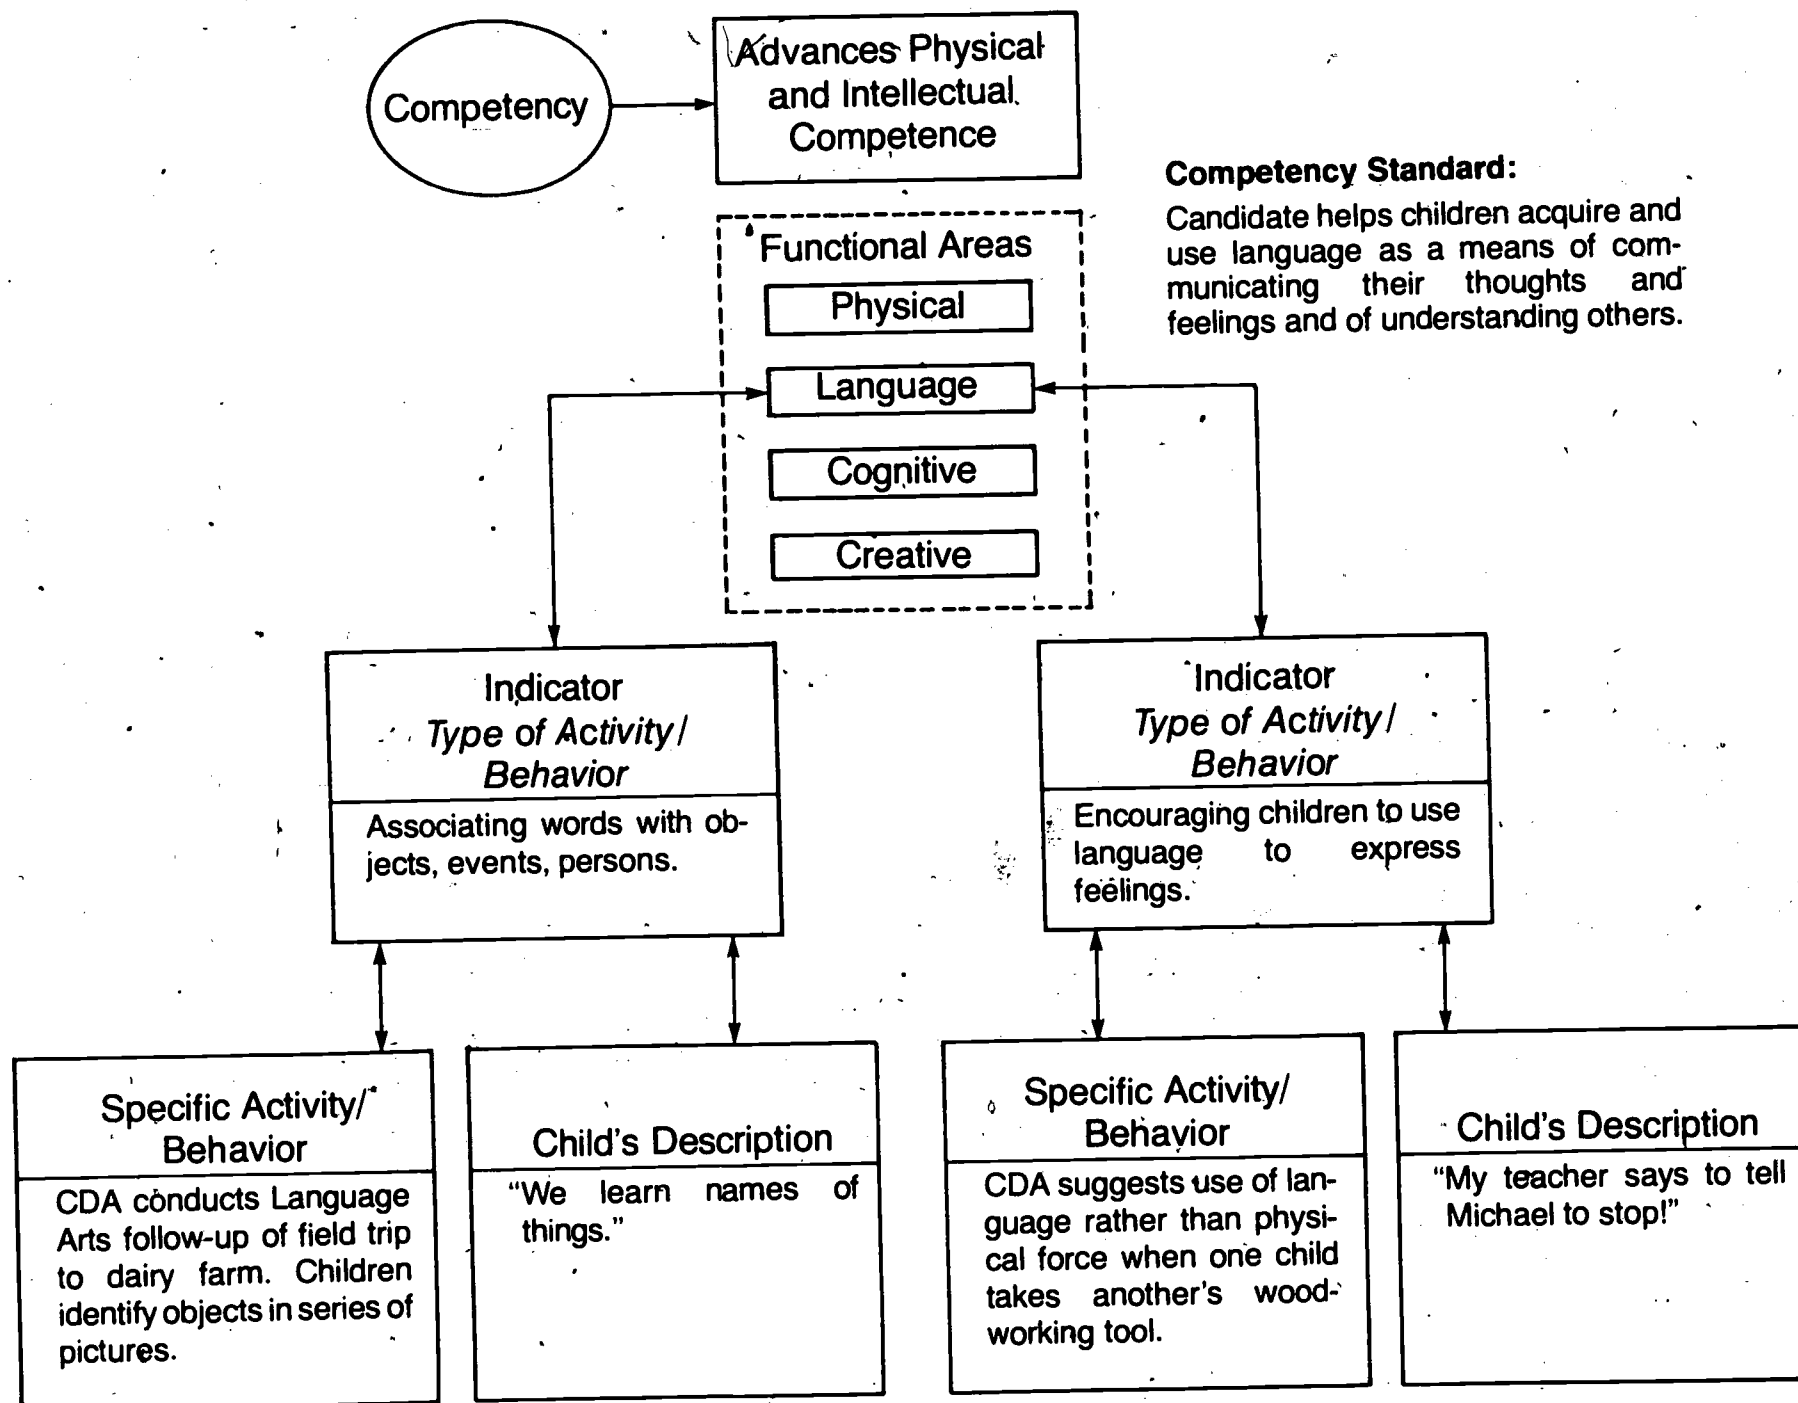 Competency
Advances Physical
and Intellectual
Competence
Competency Standard:
Candidate helps children acquire and
use language as a means of com-
municating their thoughts and
feelings and of understanding others.
Functional Areas
Physical
Language
Cognitive
Creative
Indicator
Type of Activity/
Behavior
Associating words with ob-
jects, events, persons.
Indicator
Type of Activity/
Behavior
Encouraging children to use
language to express
feelings.
Specific Activity/
Behavior
CDA conducts Language
Arts follow-up of field trip
to dairy farm. Children
identify objects in series of
pictures.
Child's Description
"We learn names of
things."
Specific Activity/
Behavior
CDA suggests use of lan-
guage rather than physi-
cal force when one child
takes another's wood-
working tool.
Child's Description
"My teacher says to tell
Michael to stop!"